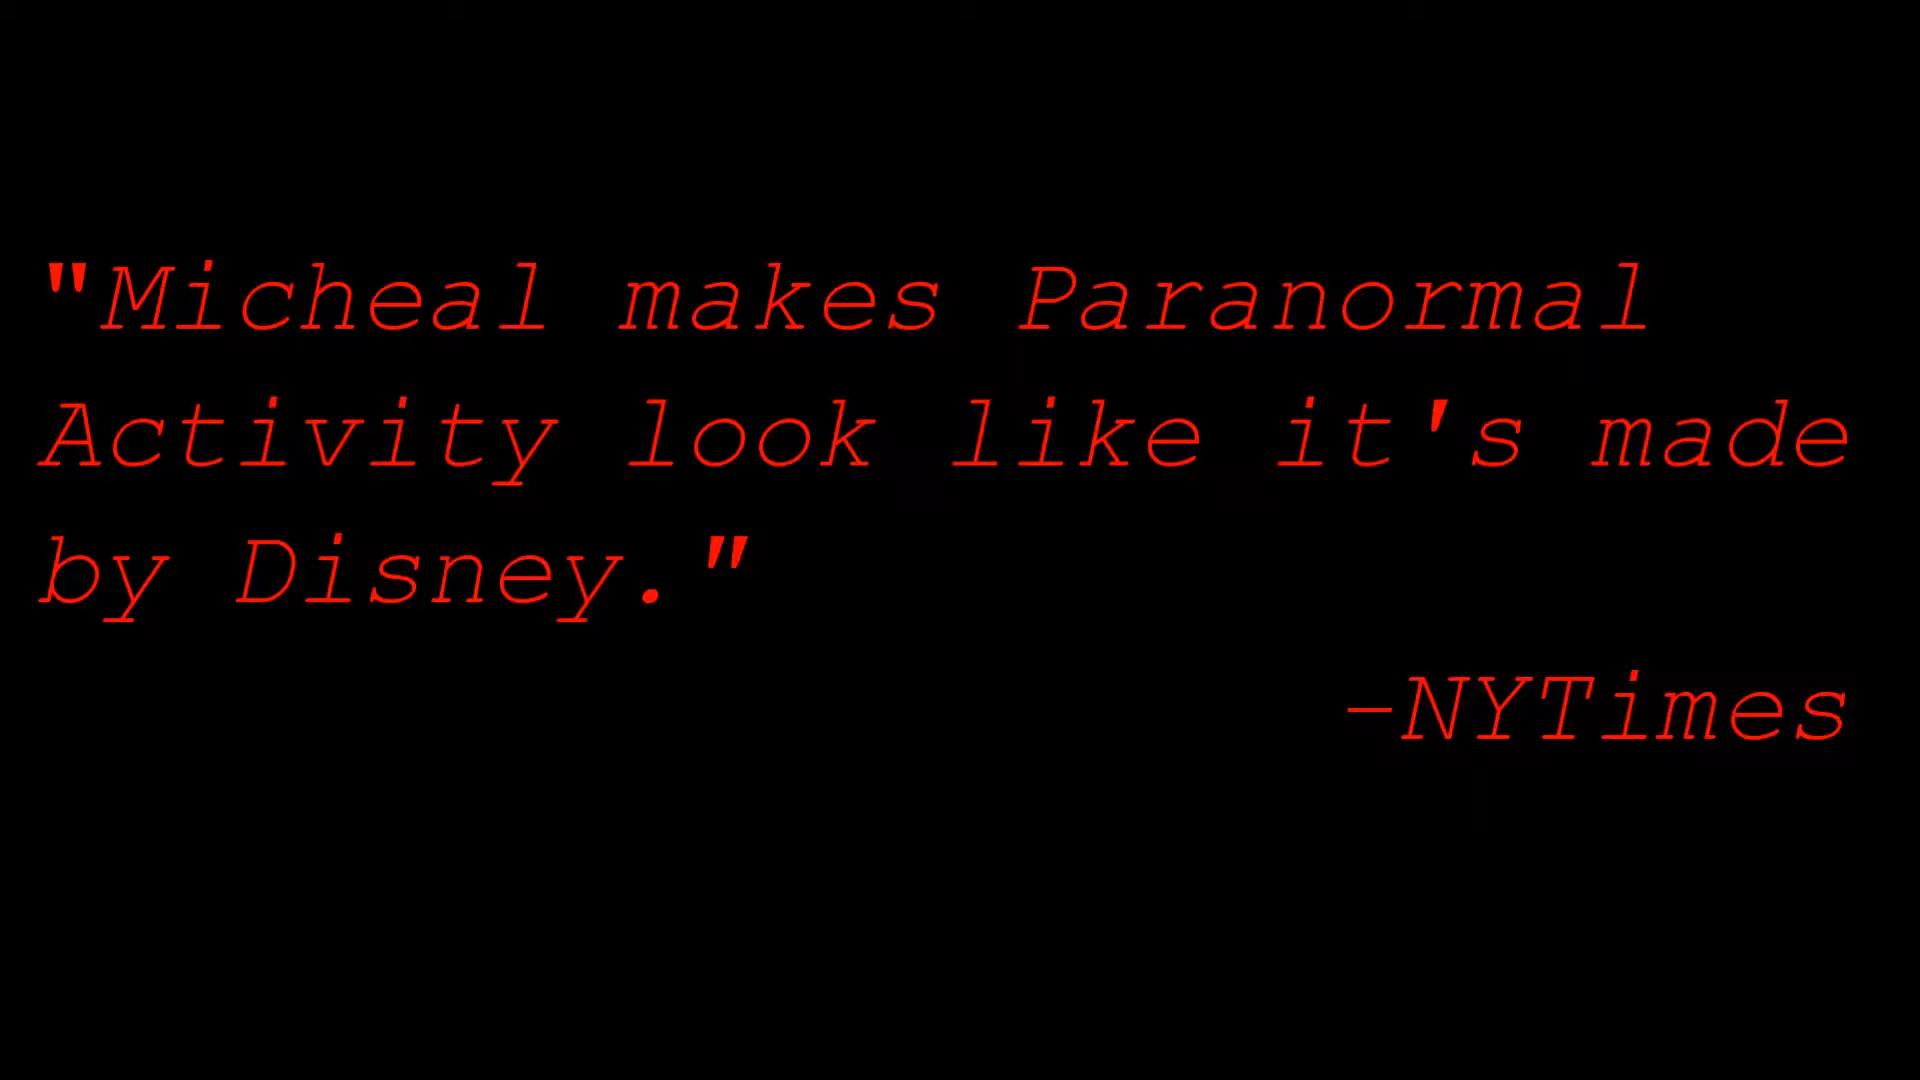 "Micheal makes Paranormal
Activity look like it's made
by Disney."
-NYTimes